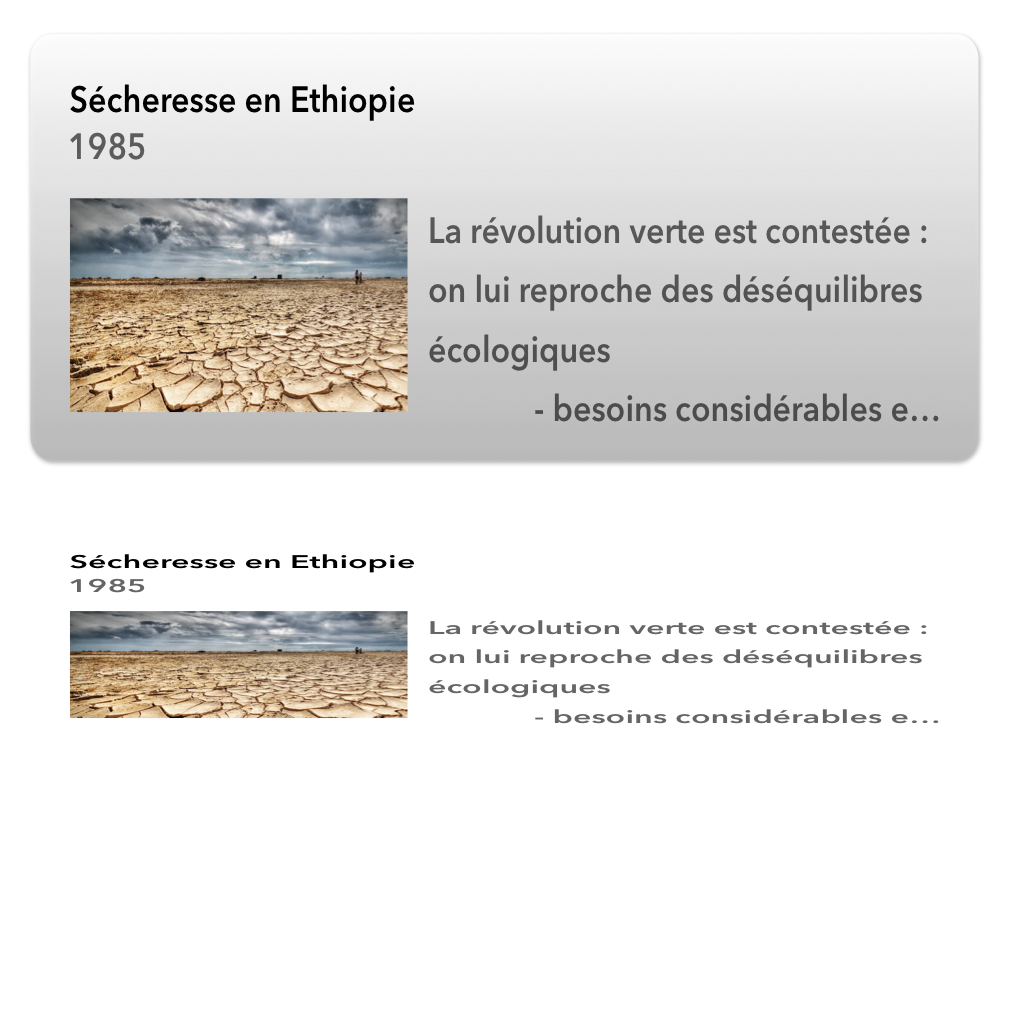 Sécheresse en Ethiopie
1985
La révolution verte est contestée :
on lui reproche des déséquilibres
écologiques
- besoins considérables e…
Sécheresse en Ethiopie
1985
La révolution verte est contestée :
on lui reproche des déséquilibres
écologiques
- besoins considérables e…